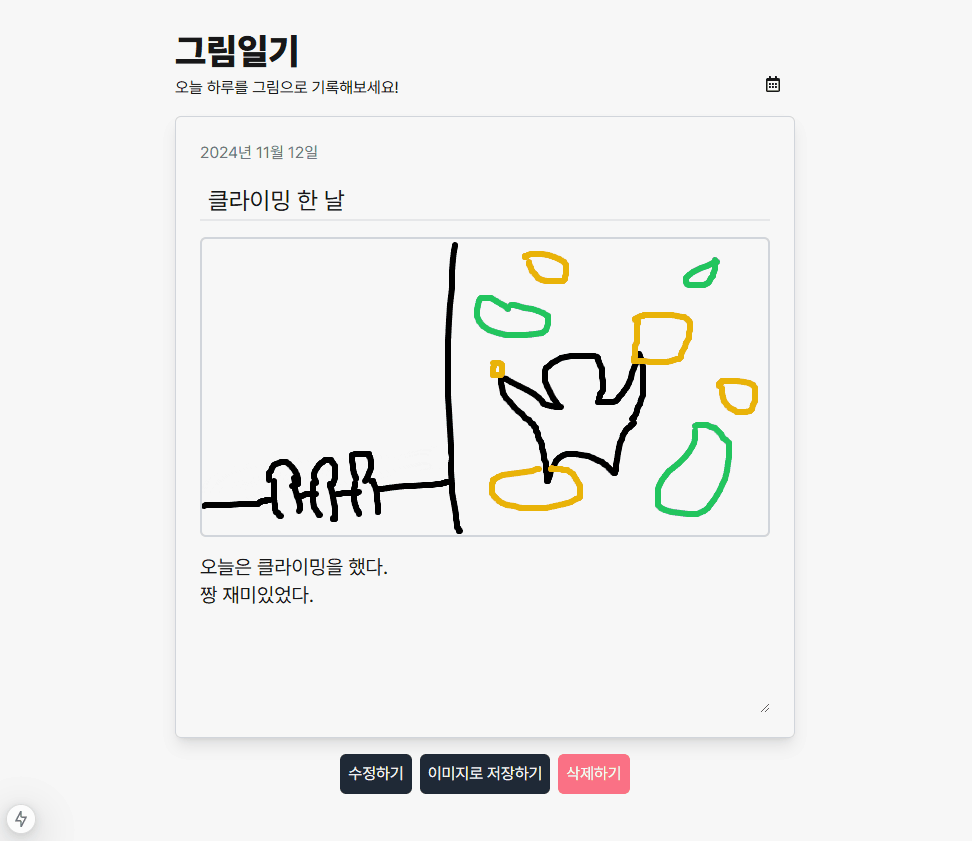 그림일기
오늘 하루를 그림으로 기록해보세요!
2024년 11월 12일
클라이밍 한 날
오늘은 클라이밍을 했다.
짱 재미있었다.
수정하기
이미지로 저장하기
삭제하기